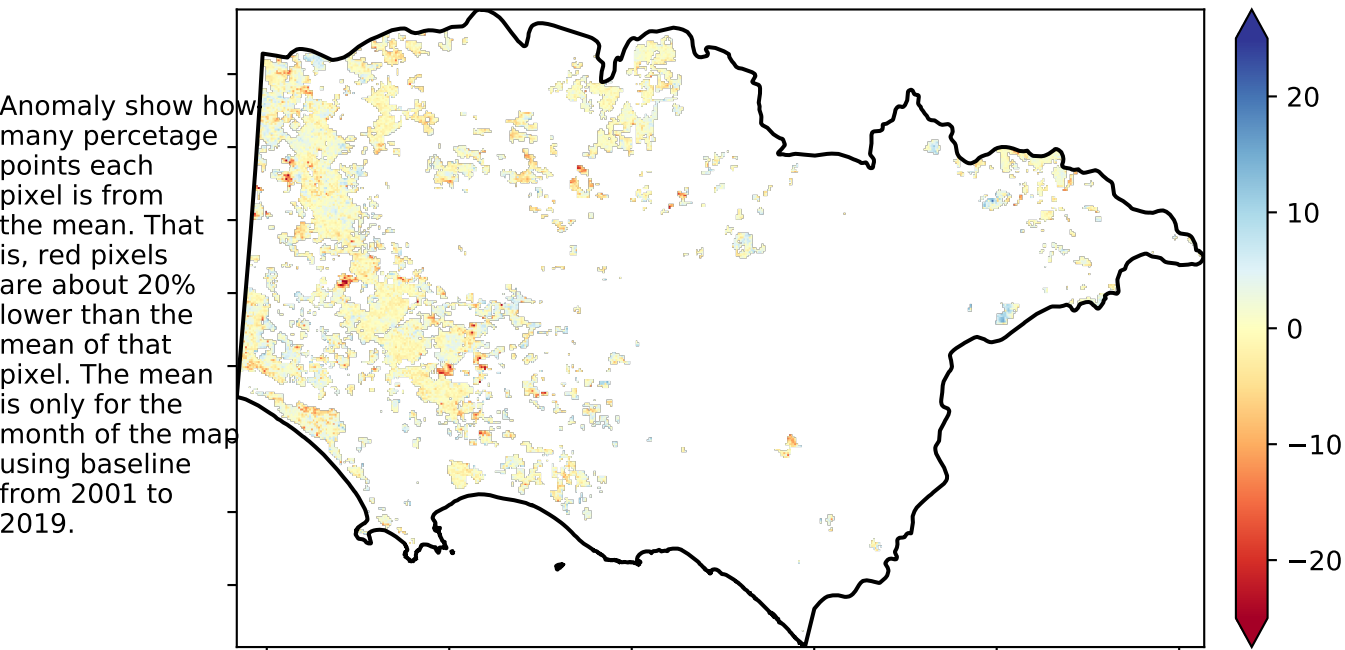 Anomaly show how
many percetage
points each
pixel is from
the mean. That
is, red pixels
are about 20%
lower than the
mean of that
pixel. The mean
is only for the
month of the map
using baseline
from 2001 to
2019.
20
10
0
−10
−20